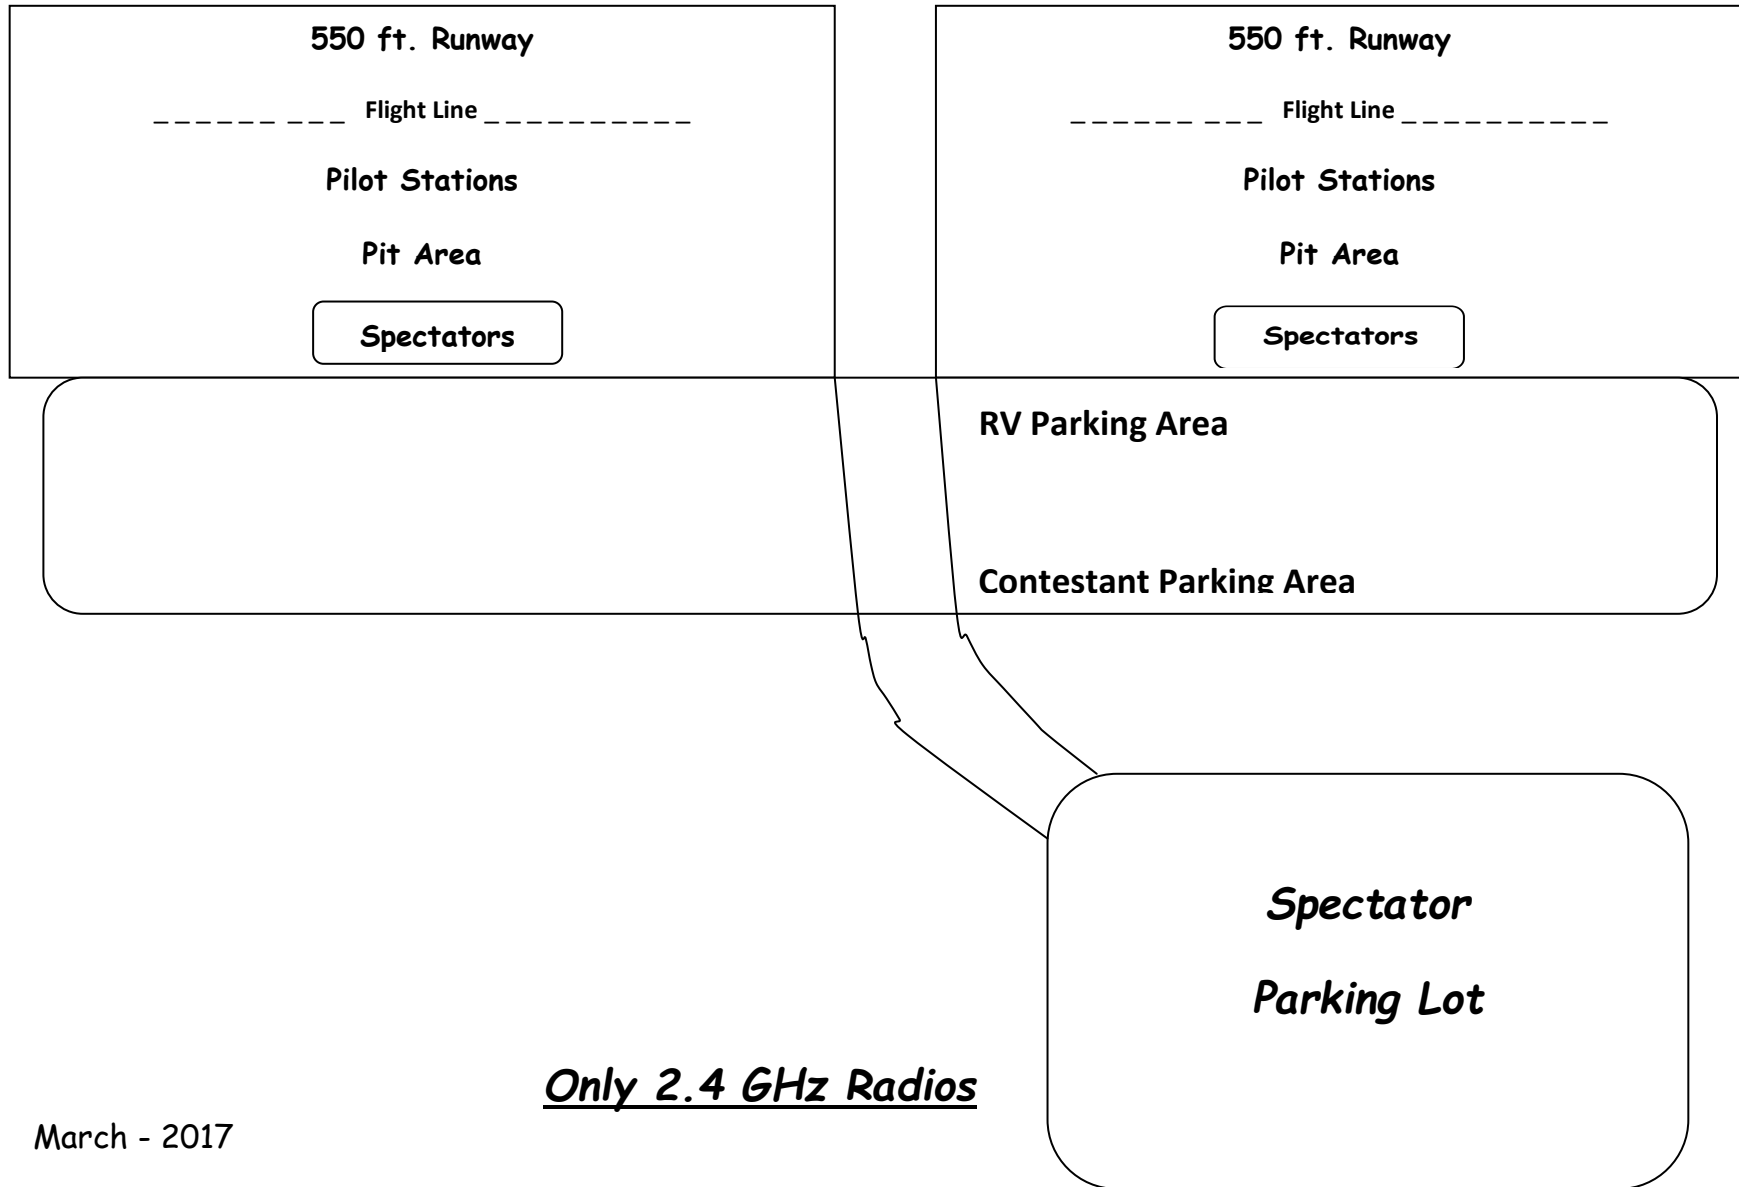 550 ft. Runway
_ _ _ _ _ _ _ _ _ Flight Line _ _ _ _ _ _ _ _ _ _
Pilot Stations
Pit Area
Spectators
550 ft. Runway
_ _ _ _ _ _ _ _ _ Flight Line _ _ _ _ _ _ _ _ _ _
Pilot Stations
Pit Area
Spectators
RV Parking Area
Contestant Parking Area
Spectator
Parking Lot
Only 2.4 GHz Radios
March - 2017